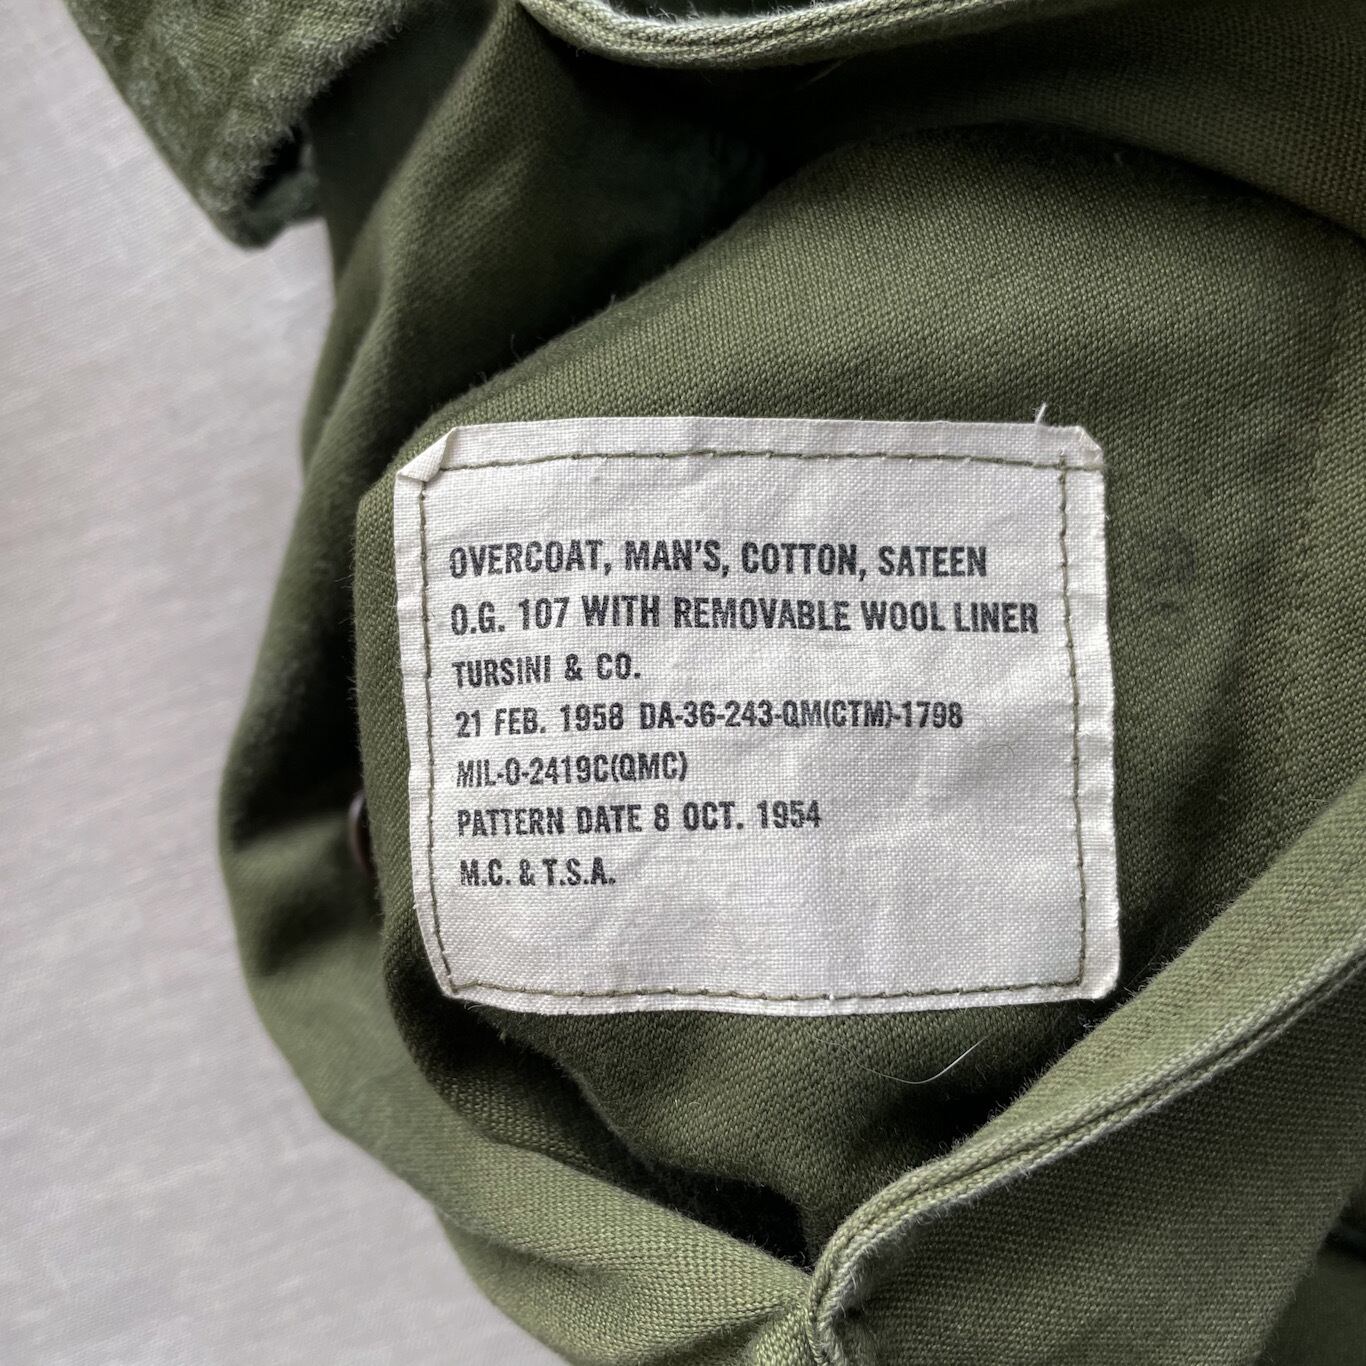 OVERCOAT, MAN'S, COTTON, SATEEN
O.G. 107 WITH REMOVABLE WOOL LINER
TURSINI & CO.
21 FEB. 1958 DA-36-243-QM(CTM)-1798
MIL-O-2419C(QMC)
PATTERN DATE 8 OCT. 1954
M.C. & T.S.A.